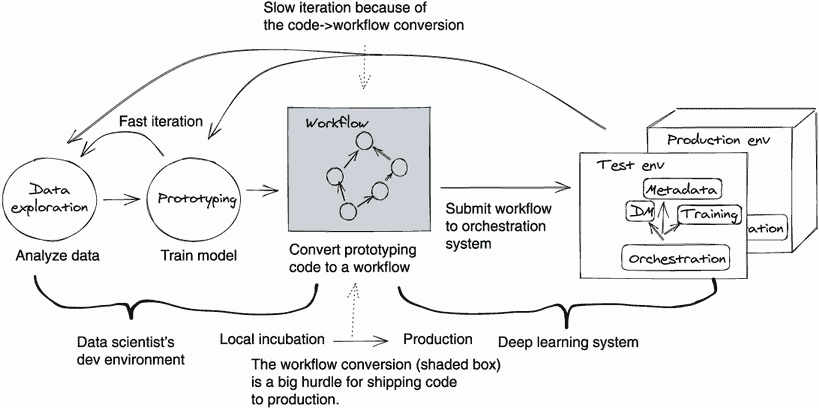 Slow iteration because of
the code->workflow conversion
Fast iteration
Data
exploration
Analyze data
Prototyping
Train model
Workflow
Convert prototyping
code to a workflow
Submit workflow
to orchestration
system
Production env
ation
Test env
Metadata
DM
Training
Orchestration
Data scientist's
dev environment
Local incubation
Production
Deep learning system
The workflow conversion (shaded box)
is a big hurdle for shipping code
to production.